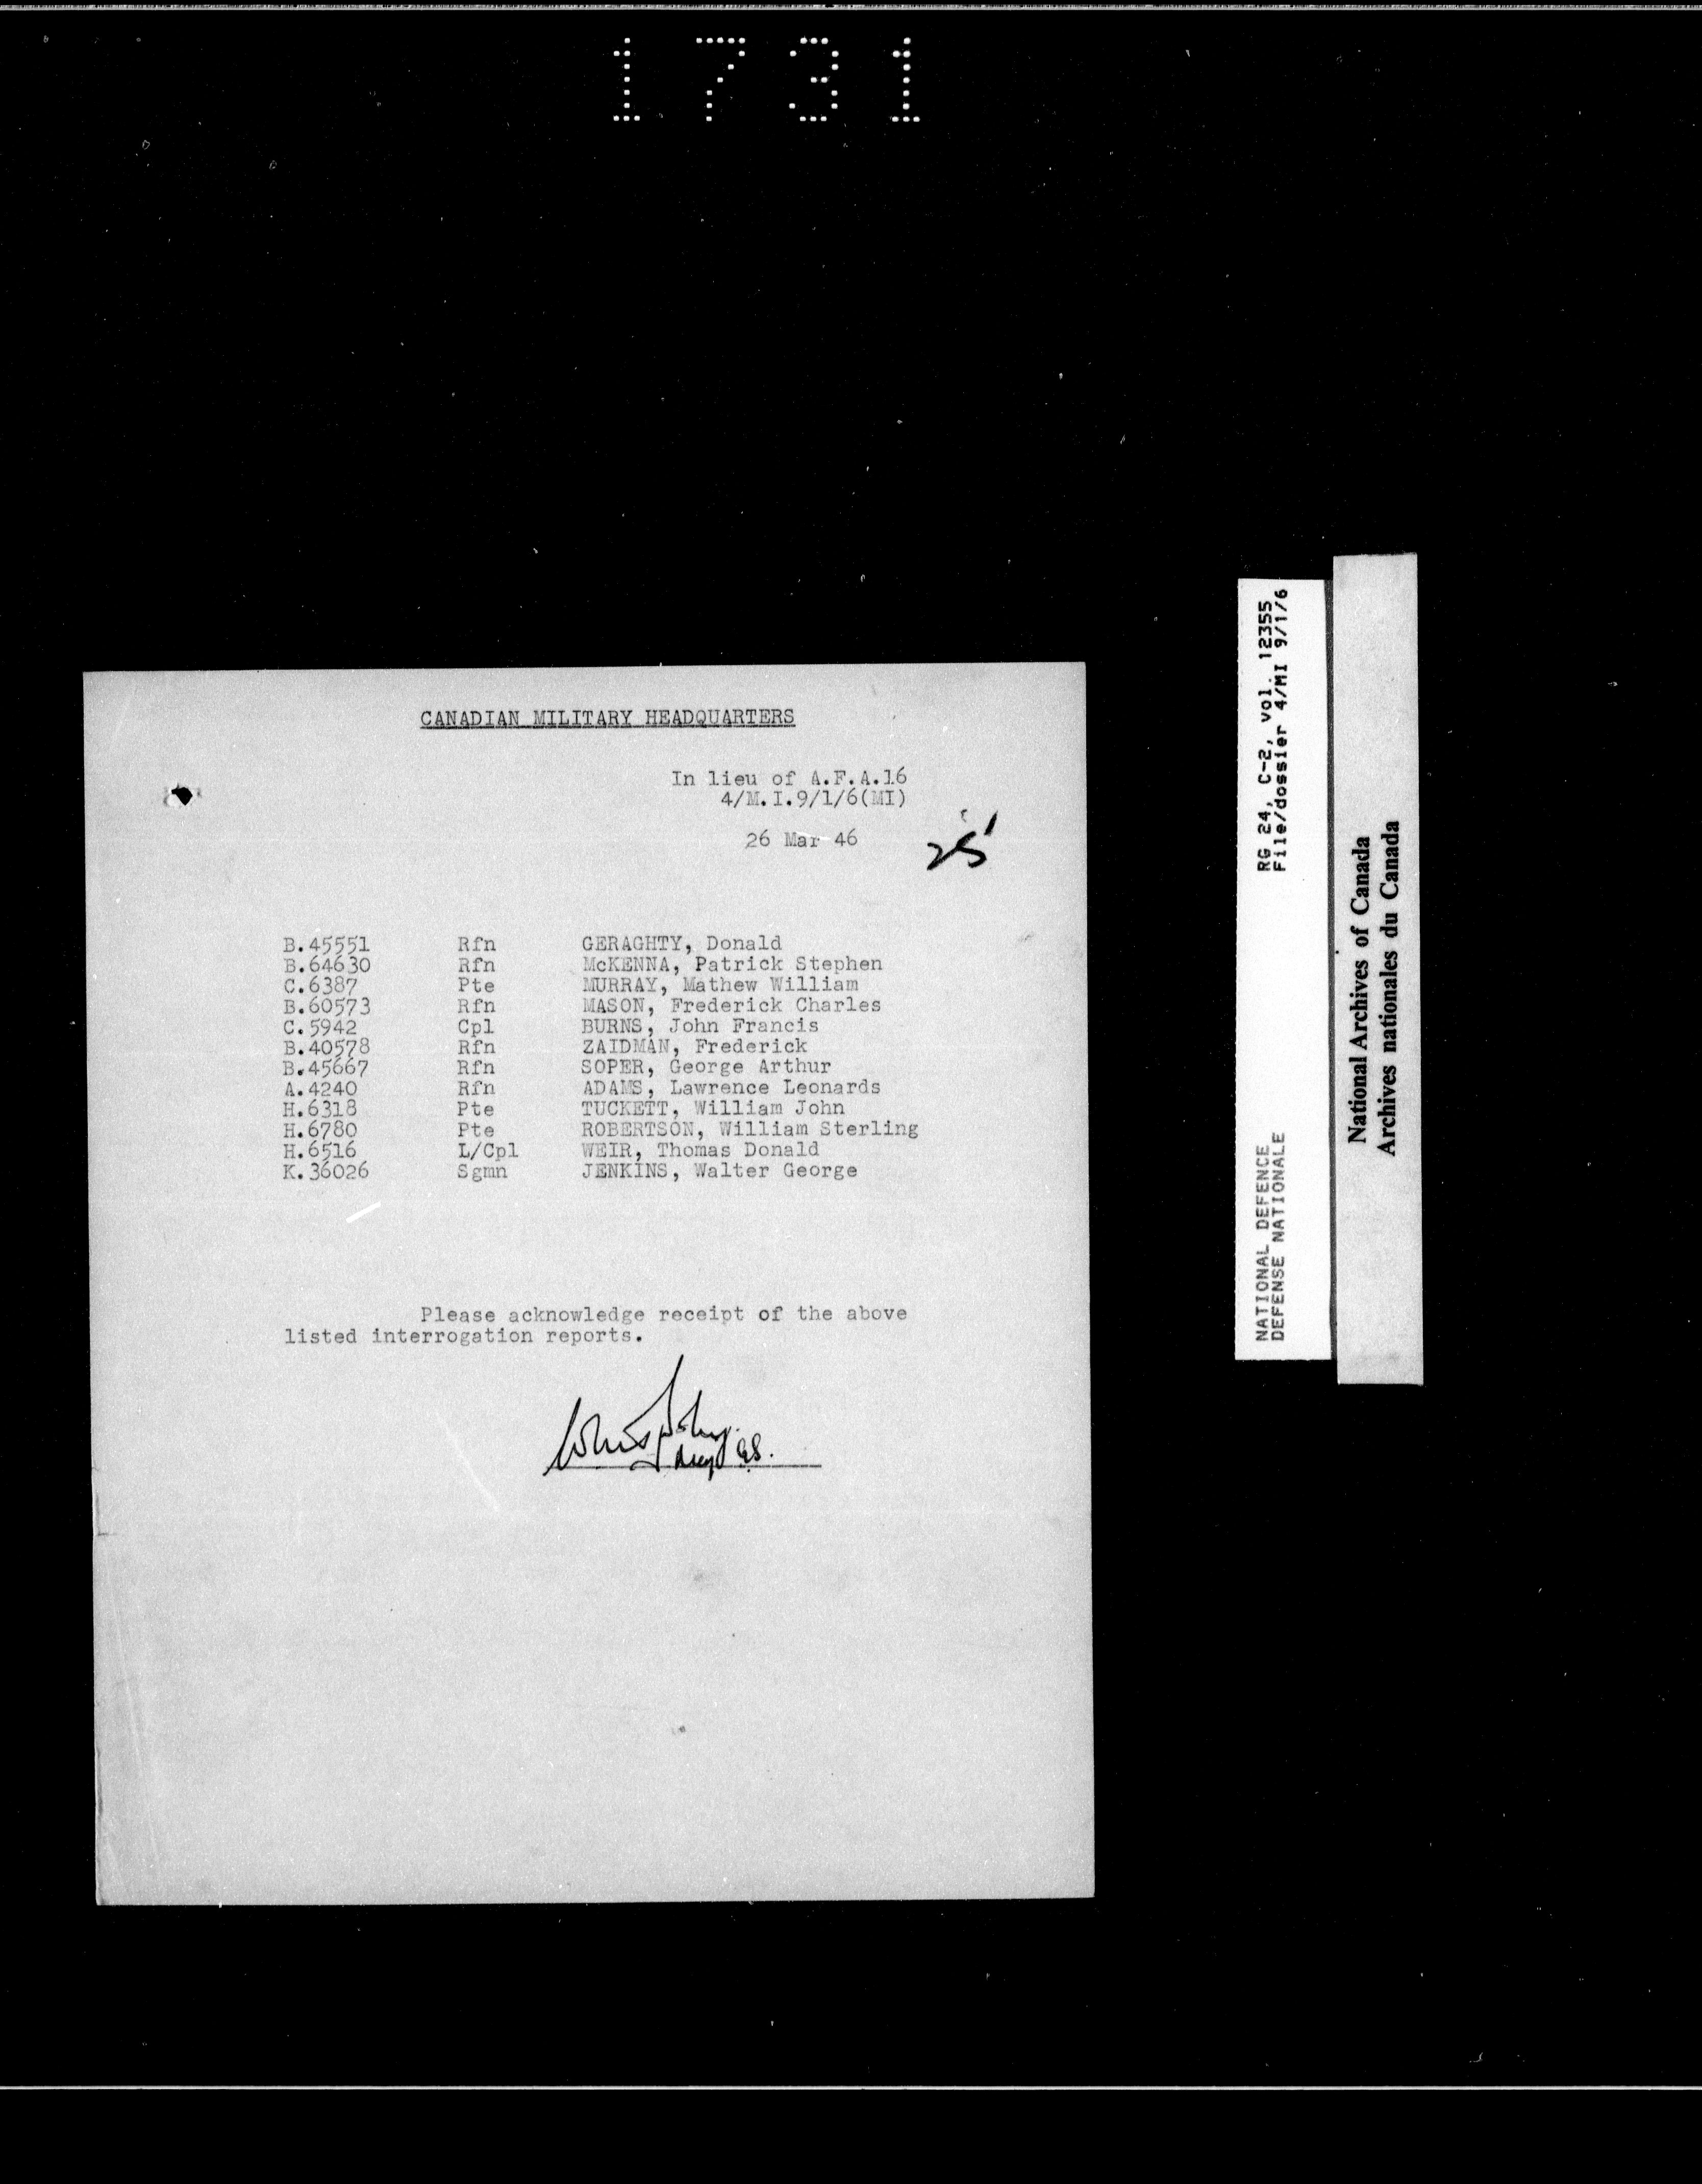 1731
CANADIAN MILITARY HEADQUARTERS
In lieu of A.F.A.16
4/M.I.9/1/6(MI)
26 Mar 46
25
B.45551 Rfn GERAGHTY, Donald
B.64630 Rfn McKENNA, Patrick Stephen
C.6387 Pte MURRAY, Mathew William
B.60573 Rfn MASON, Frederick Charles
C.5942 Cpl BURNS, John Francis
B.40578 Rfn ZAIDMAN, Frederick
B.45667 Rfn SOPER, George Arthur
A.4240 Rfn ADAMS, Lawrence Leonards
H.6318 Pte TUCKETT, William John
H.6780 Pte ROBERTSON, William Sterling
H.6516 L/Cpl WEIR, Thomas Donald
K.36026 Sgmn JENKINS, Walter George
Please acknowledge receipt of the above
listed interrogation reports.
NATIONAL DEFENCE RG 24, C-2, vol. 12355
DEFENSE NATIONALE File/dossier 4/MI 9/1/6
National Archives of Canada
Archives nationales du Canada